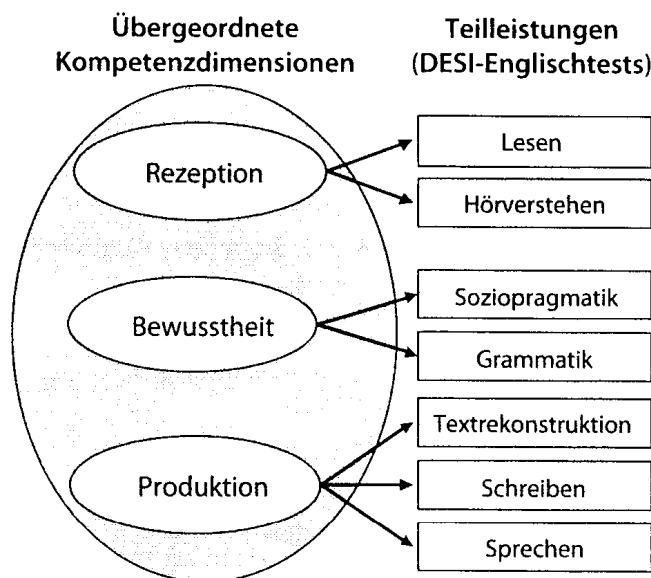 Übergeordnete
Kompetenzdimensionen
Teilleistungen
(DESI-Englischtests)
Rezeption
Lesen
Hörverstehen
Bewusstheit
Soziopragmatik
Grammatik
Produktion
Textrekonstruktion
Schreiben
Sprechen